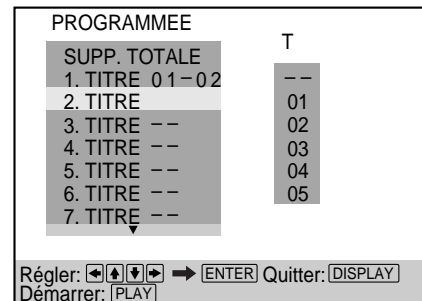 PROGRAMMEE
T
SUPP. TOTALE
1. TITRE 01–02
2. TITRE
3. TITRE – –
4. TITRE – –
5. TITRE – –
6. TITRE – –
7. TITRE – –
– –
01
02
03
04
05
Régler: ENTER Quitter: DISPLAY
Démarrer: PLAY